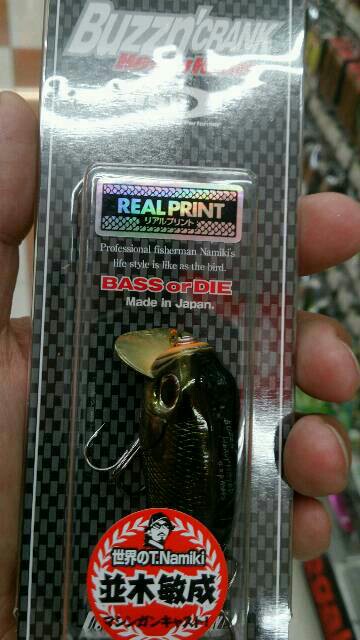 BUZZn'CRANK
REAL PRINT
リアルプリント
Professional fisherman Namiki's
life style is like as the bird.
BASS or DIE
Made in Japan.
世界のT.Namiki
並木敏成
マシンガンキャスト